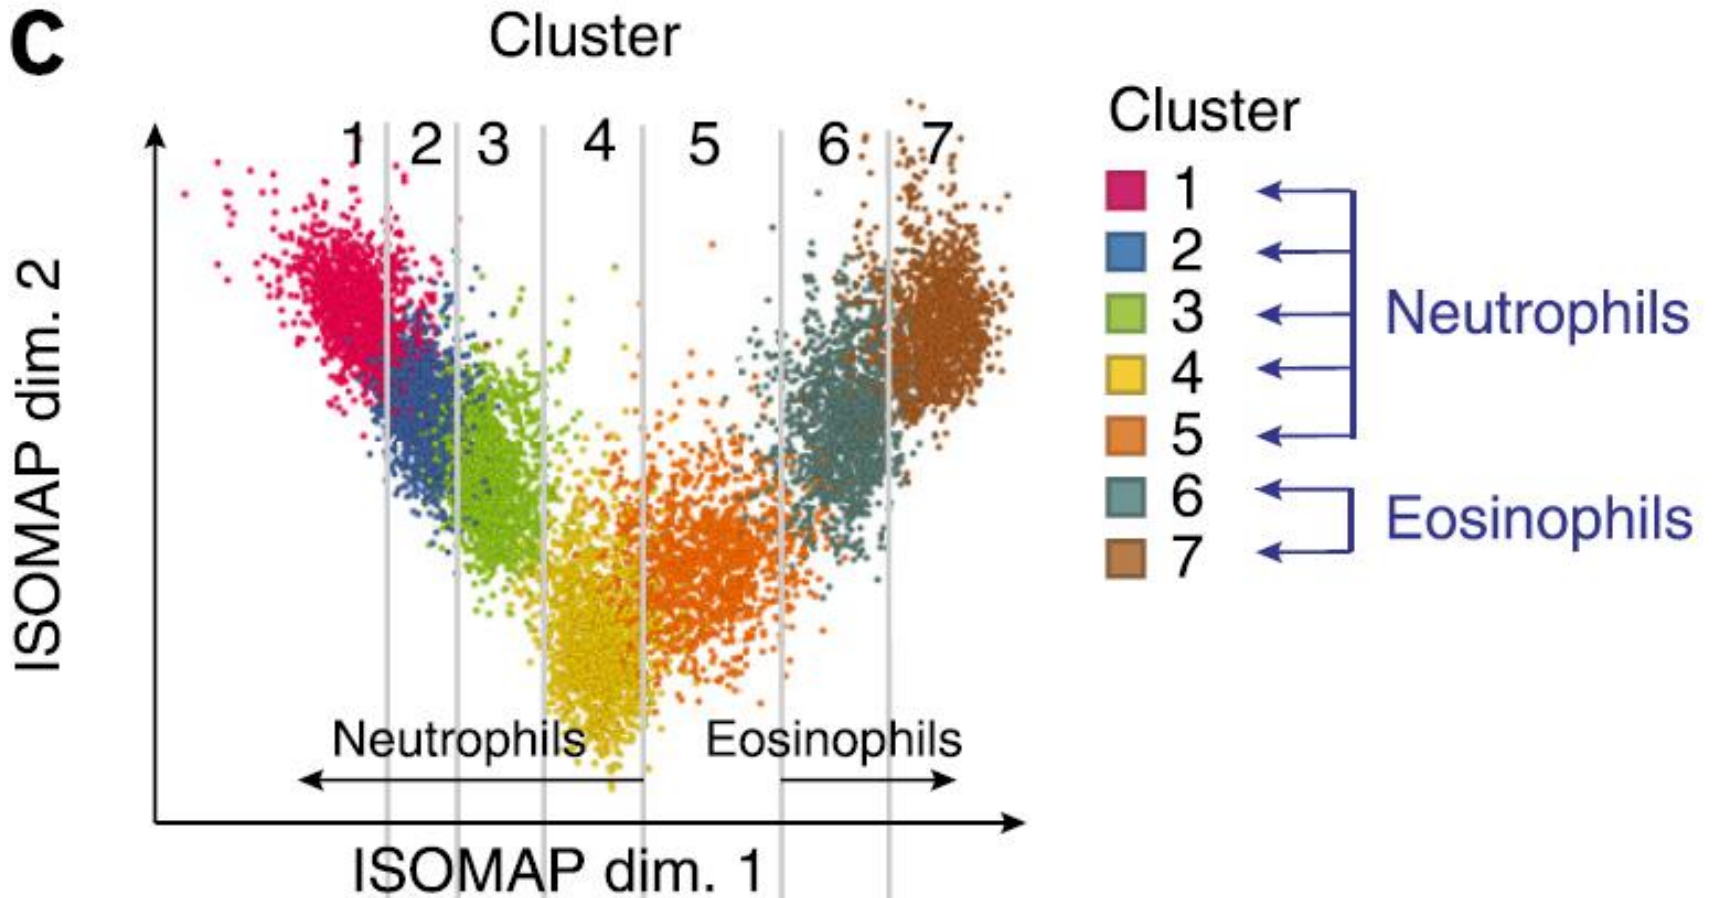 C
Cluster
1 2 3 4 5 6 7
ISOMAP dim. 2
Neutrophils
Eosinophils
ISOMAP dim. 1
Cluster
1
2
3
4
5
6
7
Neutrophils
Eosinophils